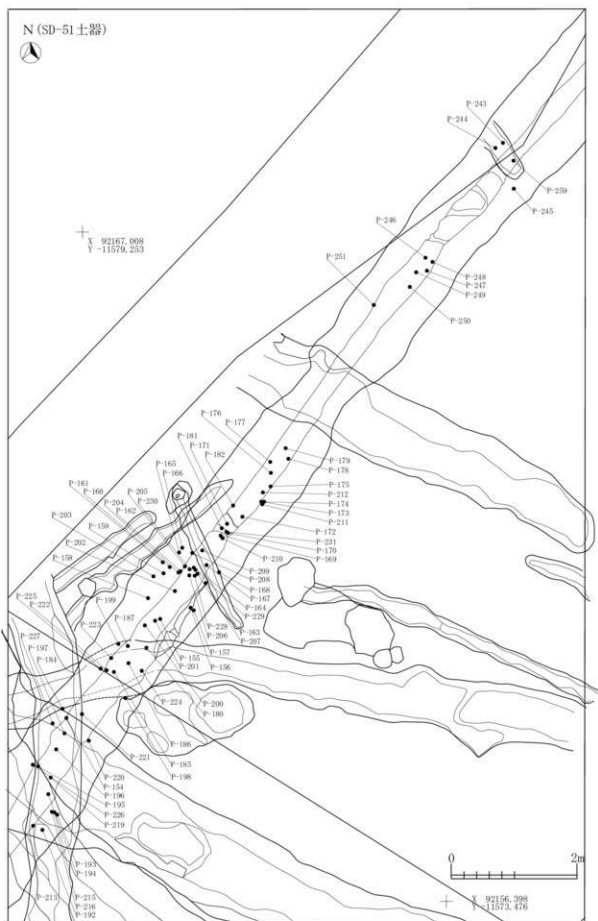 N (SD-51土器)
P-243
P-244
P-259
P-245
P-246
P-248
P-247
P-249
P-250
P-251
X 92167.008
Y -11579.253
P-176
P-177
P-181
P-171
P-182
P-179
P-178
P-175
P-212
P-174
P-173
P-211
P-172
P-231
P-170
P-169
P-165
P-166
P-161
P-160
P-205
P-204
P-230
P-162
P-203
P-159
P-202
P-158
P-210
P-209
P-208
P-168
P-167
P-164
P-229
P-163
P-207
P-199
P-225
P-222
P-223
P-187
P-228
P-206
P-157
P-155
P-201
P-156
P-227
P-197
P-184
P-224
P-200
P-180
P-186
P-185
P-198
P-221
P-220
P-154
P-196
P-195
P-226
P-219
P-193
P-194
P-213
P-215
P-216
P-192
0
2m
X 92156.398
Y -11573.476